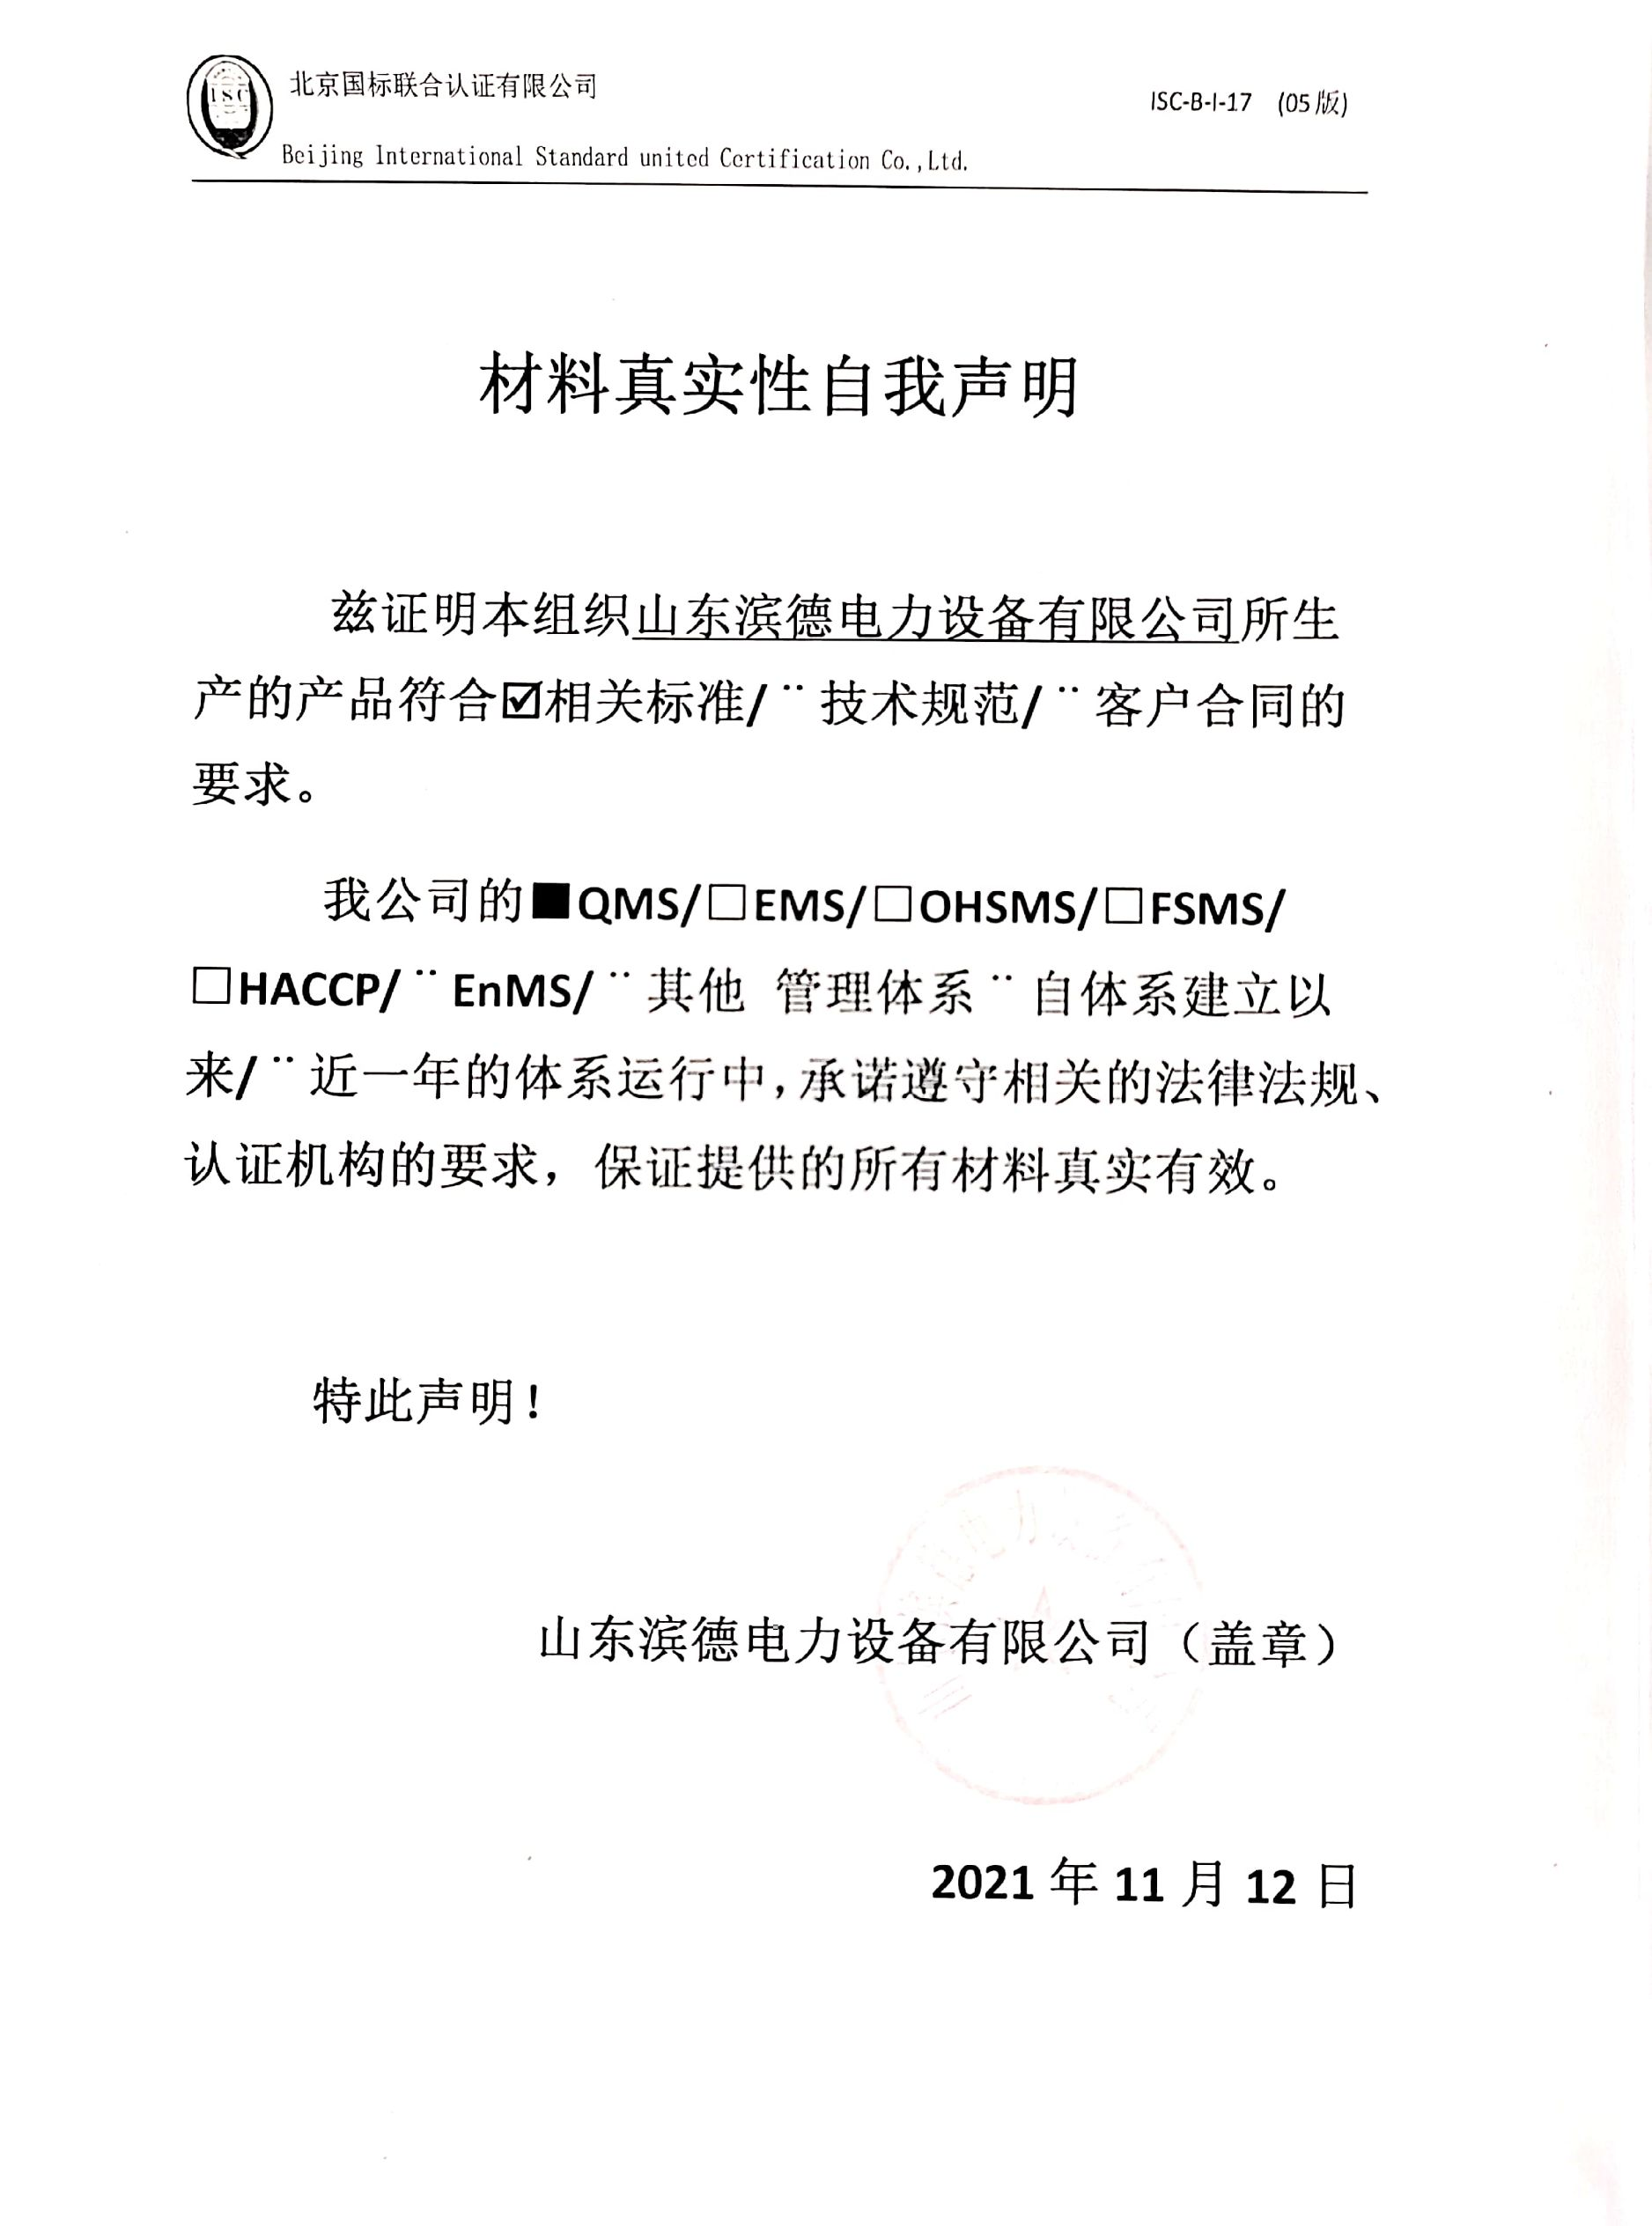 ISC
北京国标联合认证有限公司
ISC-B-I-17 (05版)
Beijing International Standard united Certification Co.,Ltd.
材料真实性自我声明
兹证明本组织山东滨德电力设备有限公司所生
产的产品符合☑相关标准/¨技术规范/¨客户合同的
要求。
我公司的■QMS/□EMS/□OHSMS/□FSMS/
□HACCP/¨EnMS/¨其他 管理体系¨自体系建立以
来/¨近一年的体系运行中,承诺遵守相关的法律法规、
认证机构的要求，保证提供的所有材料真实有效。
特此声明！
山东滨德电力设备有限公司（盖章）
2021 年 11 月 12 日